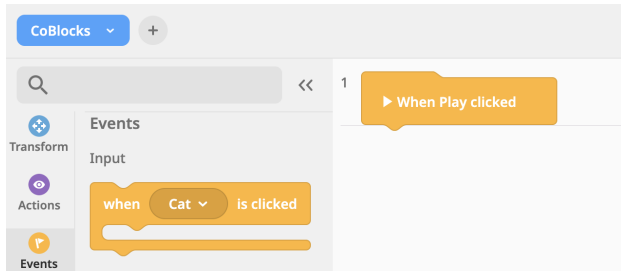 CoBlocks
+
1
When Play clicked
Transform
Actions
Events
Events
Input
when Cat is clicked